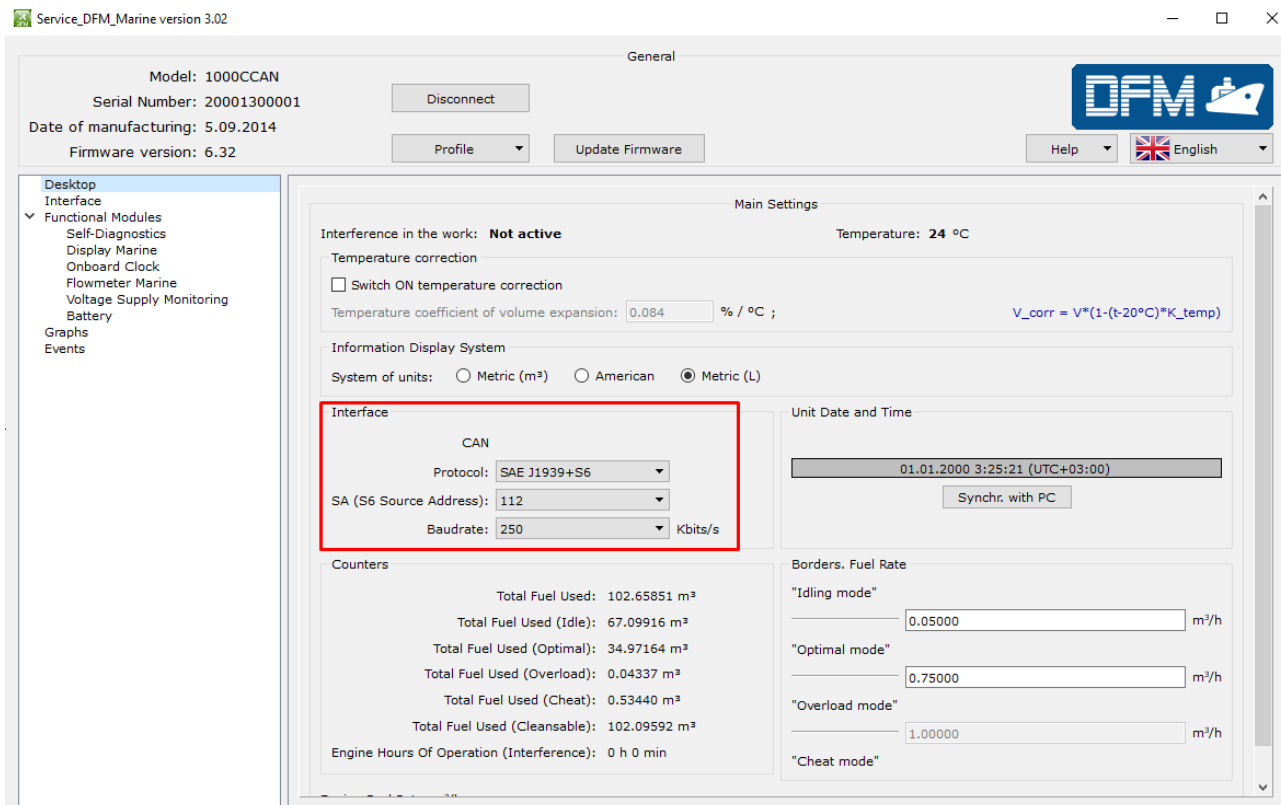 Service_DFM_Marine version 3.02
General
Model: 1000CCAN
Serial Number: 20001300001
Date of manufacturing: 5.09.2014
Firmware version: 6.32
Disconnect
Profile
Update Firmware
DFM
Help
English
Desktop
Interface
Functional Modules
Self-Diagnostics
Display Marine
Onboard Clock
Flowmeter Marine
Voltage Supply Monitoring
Battery
Graphs
Events
Main Settings
Interference in the work: Not active
Temperature: 24 ºC
Temperature correction
Switch ON temperature correction
Temperature coefficient of volume expansion: 0.084 % / ºC ;
V_corr = V*(1-(t-20ºC)*K_temp)
Information Display System
System of units: Metric (m³) American Metric (L)
Interface
CAN
Protocol: SAE J1939+S6
SA (S6 Source Address): 112
Baudrate: 250 Kbits/s
Unit Date and Time
01.01.2000 3:25:21 (UTC+03:00)
Synchr. with PC
Counters
Total Fuel Used: 102.65851 m³
Total Fuel Used (Idle): 67.09916 m³
Total Fuel Used (Optimal): 34.97164 m³
Total Fuel Used (Overload): 0.04337 m³
Total Fuel Used (Cheat): 0.53440 m³
Total Fuel Used (Cleansable): 102.09592 m³
Engine Hours Of Operation (Interference): 0 h 0 min
Borders. Fuel Rate
"Idling mode"
0.05000 m³/h
"Optimal mode"
0.75000 m³/h
"Overload mode"
1.00000 m³/h
"Cheat mode"